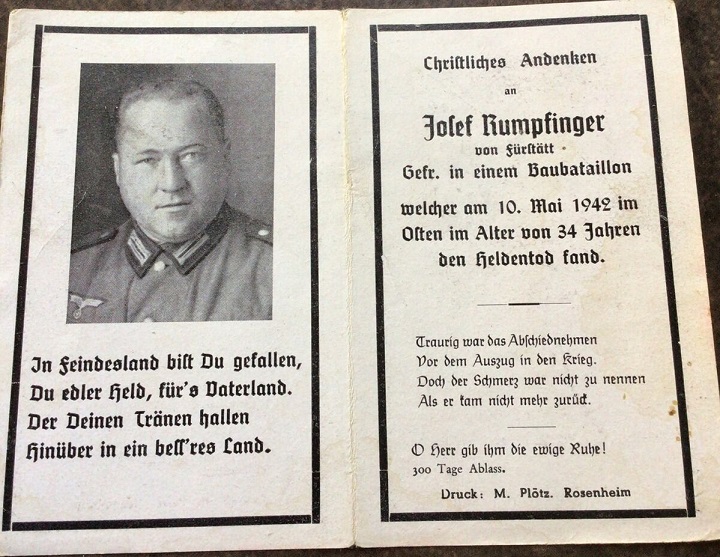 In Feindesland bist Du gefallen,
Du edler Held, für's Vaterland.
Der Deinen Tränen hallen
Hinüber in ein bess'res Land.
Christliches Andenken
an
Josef Rumpfinger
von Fürstätt
Gefr. in einem Baubataillon
welcher am 10. Mai 1942 im
Osten im Alter von 34 Jahren
den Heldentod fand.
Traurig war das Abschiednehmen
Vor dem Auszug in den Krieg.
Doch der Schmerz war nicht zu nennen
Als er kam nicht mehr zurück.
O Herr gib ihm die ewige Ruhe!
300 Tage Ablass.
Druck: M. Plötz. Rosenheim